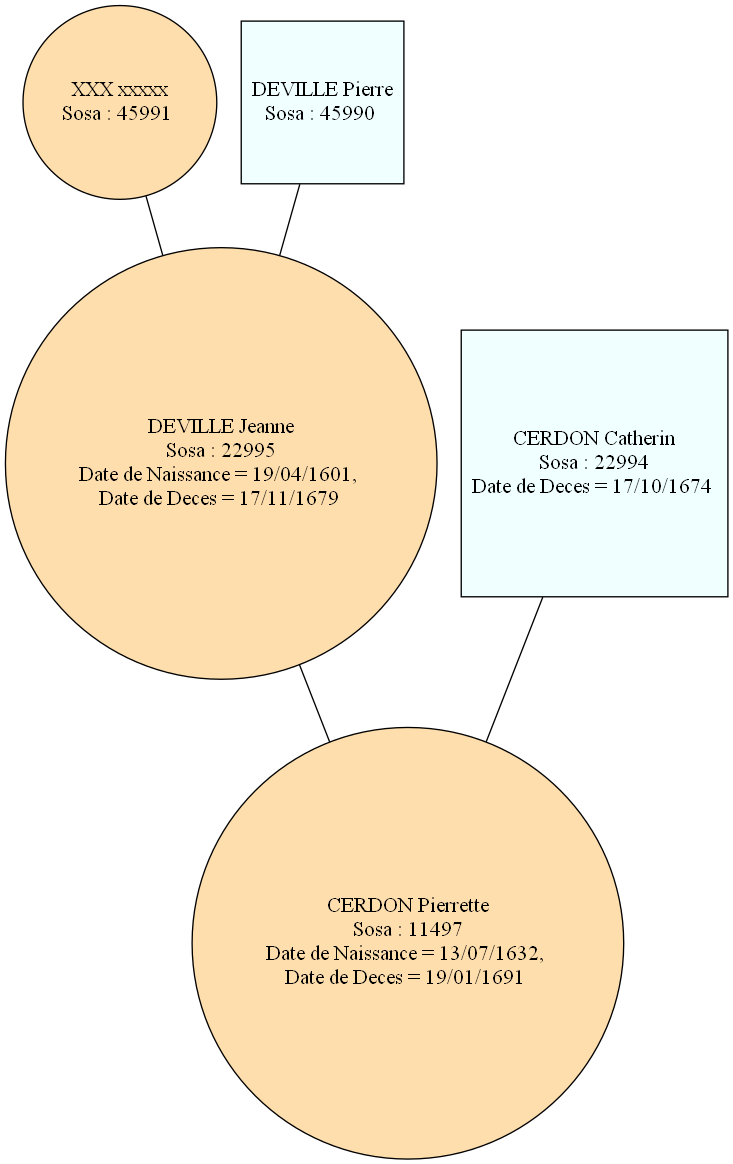 XXX xxxxx
Sosa : 45991
DEVILLE Pierre
Sosa : 45990
DEVILLE Jeanne
Sosa : 22995
Date de Naissance = 19/04/1601,
Date de Deces = 17/11/1679
CERDON Catherin
Sosa : 22994
Date de Deces = 17/10/1674
CERDON Pierrette
Sosa : 11497
Date de Naissance = 13/07/1632,
Date de Deces = 19/01/1691